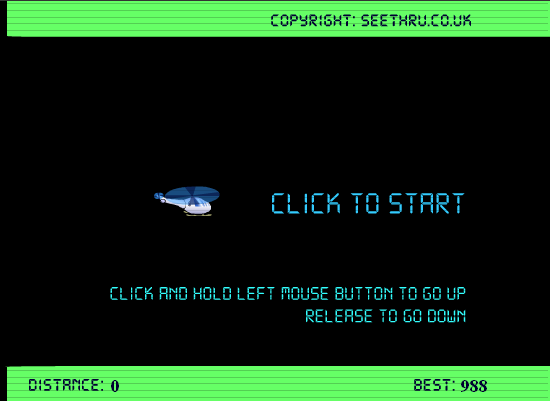 COPYRIGHT: SEETHRU.CO.UK
CLICK TO START
CLICK AND HOLD LEFT MOUSE BUTTON TO GO UP
RELEASE TO GO DOWN
DISTANCE: 0 BEST: 988